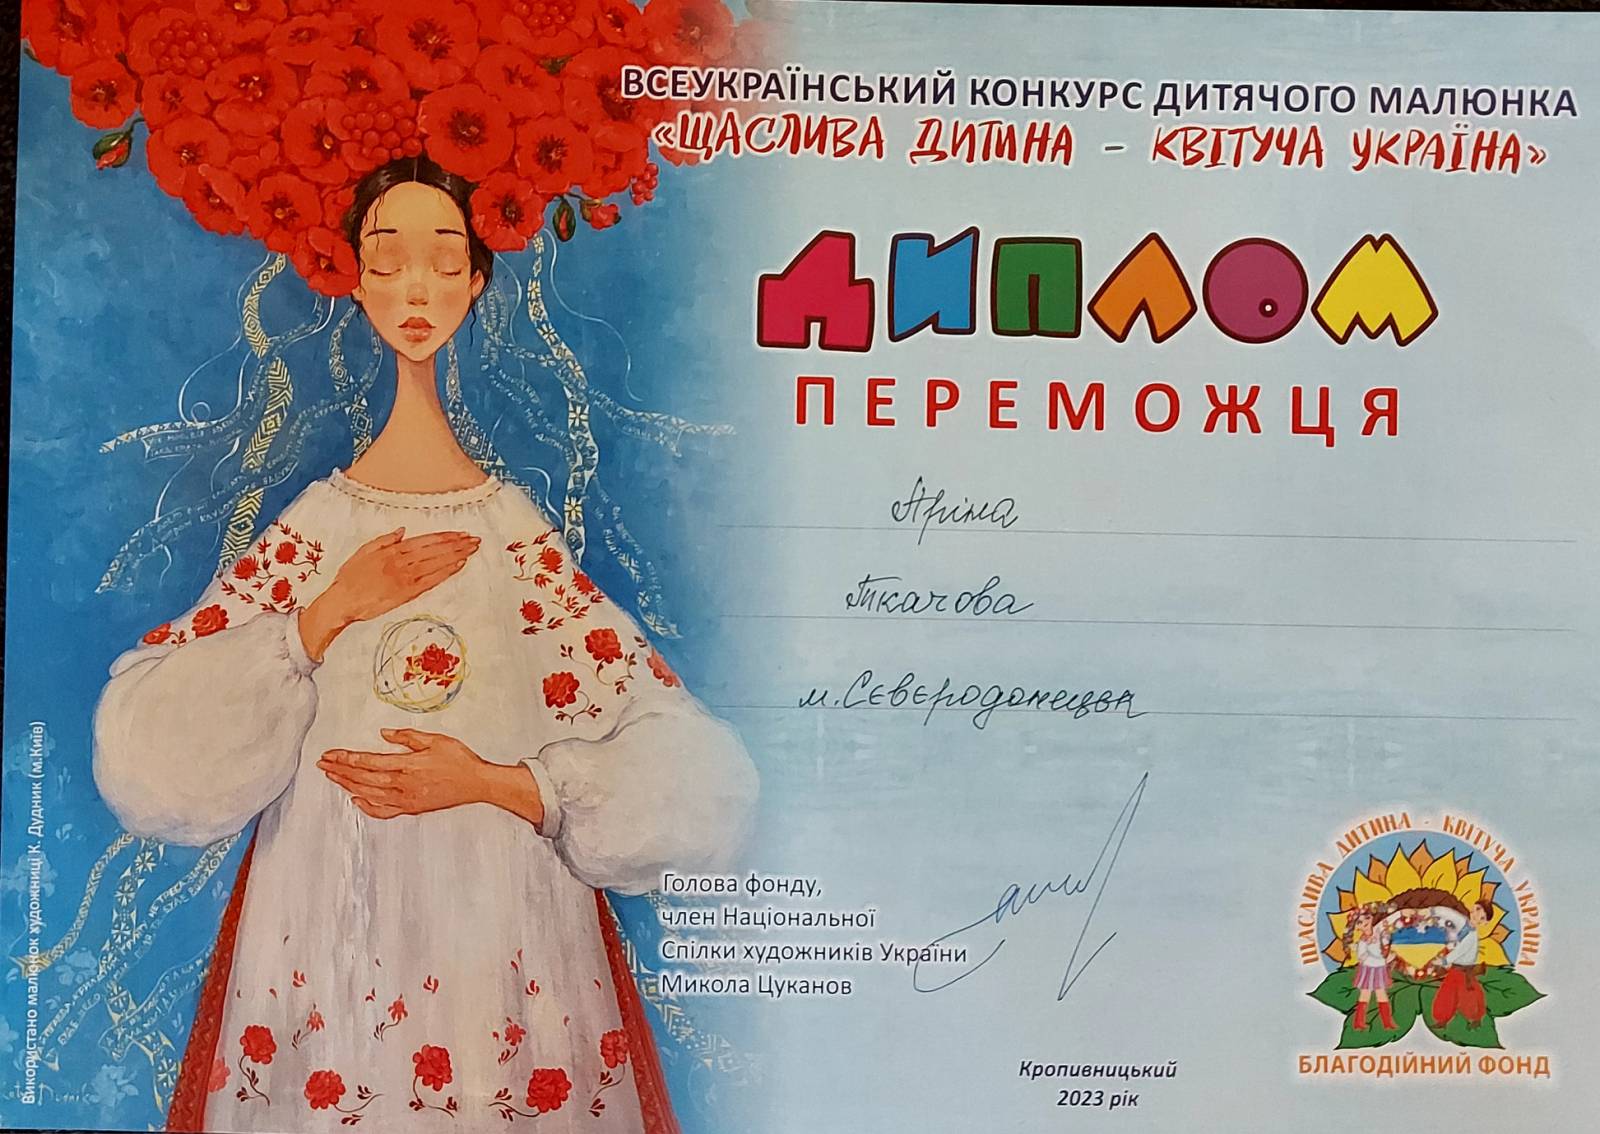 ВСЕУКРАЇНСЬКИЙ КОНКУРС ДИТЯЧОГО МАЛЮНКА
«ЩАСЛИВА ДИТИНА – КВІТУЧА УКРАЇНА»
ДИПЛОМ
ПЕРЕМОЖЦЯ
Аріна
Ткачова
м. Сєвєродонецьк
Голова фонду,
член Національної
Спілки художників України
Микола Цуканов
ЩАСЛИВА ДИТИНА - КВІТУЧА УКРАЇНА
БЛАГОДІЙНИЙ ФОНД
Кропивницький
2023 рік
Використано малюнок художниці К. Дудник (м.Київ)